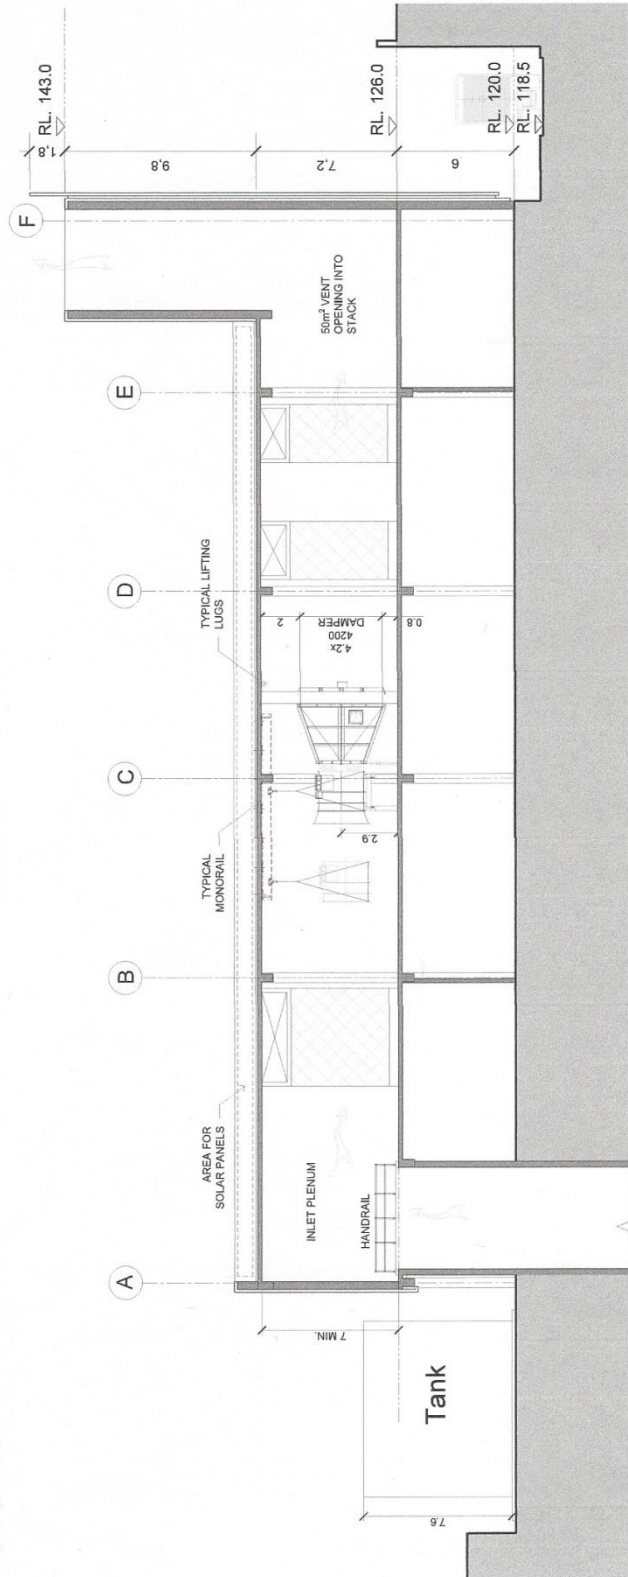 A
B
C
D
E
F
RL. 143.0
RL. 126.0
RL. 120.0
RL. 118.5
1,8
9,8
7,2
6
AREA FOR
SOLAR PANELS
TYPICAL
MONORAIL
TYPICAL LIFTING
LUGS
INLET PLENUM
HANDRAIL
50m² VENT
OPENING INTO
STACK
7 MIN.
2.9
2
4.2x
4200
DAMPER
0.8
Tank
7.6